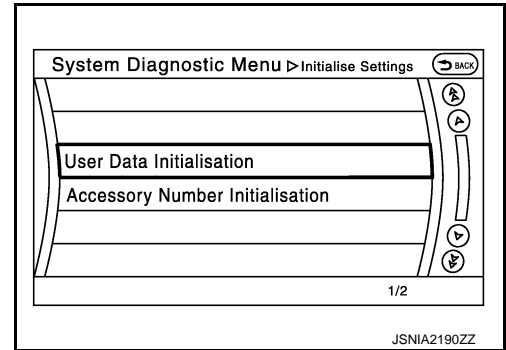 System Diagnostic Menu ▷ Initialise Settings BACK
User Data Initialisation
Accessory Number Initialisation
1/2
JSNIA2190ZZ